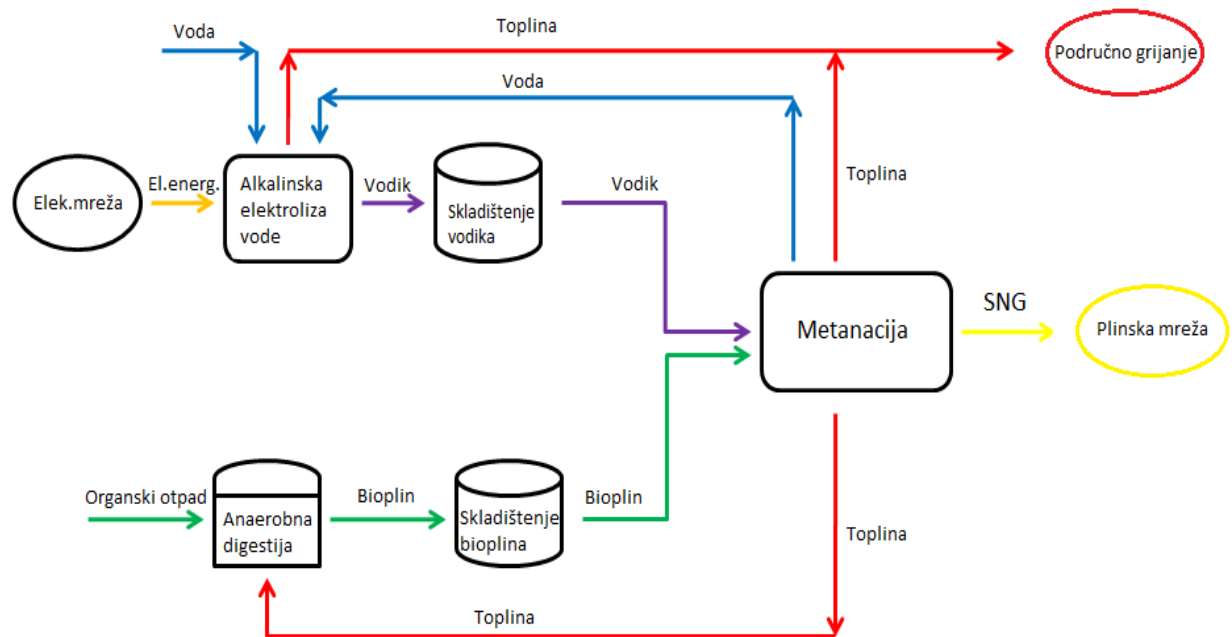 Voda
Toplina
Područno grijanje
Voda
Elek.mreža
El.energ.
Alkalinska
elektroliza
vode
Vodik
Skladištenje
vodika
Vodik
Toplina
Metanacija
SNG
Plinska mreža
Organski otpad
Anaerobna
digestija
Bioplin
Skladištenje
bioplina
Bioplin
Toplina
Toplina